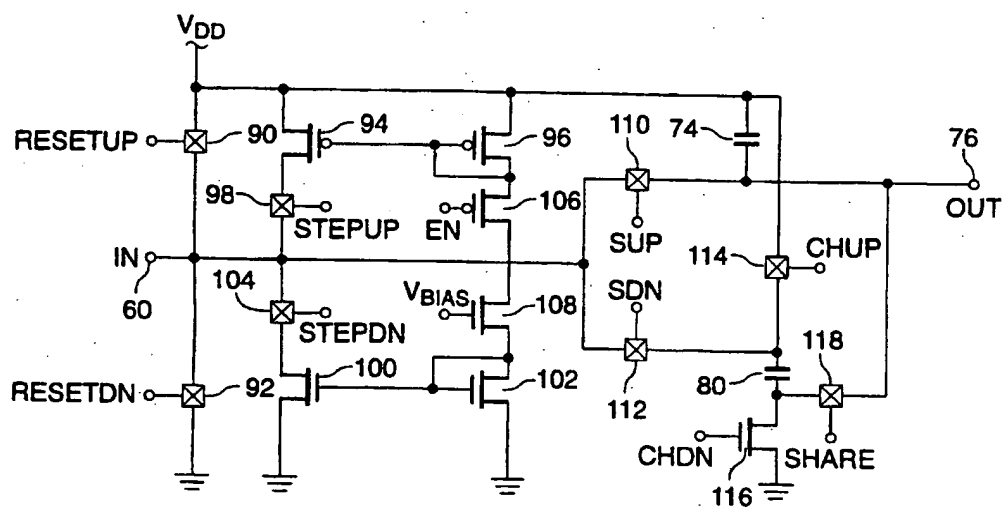 VDD
RESETUP
90
94
96
110
74
76
OUT
98
STEPUP
EN
106
SUP
114
CHUP
IN
60
104
STEPDN
VBIAS
108
SDN
118
RESETDN
92
100
102
112
80
CHDN
116
SHARE